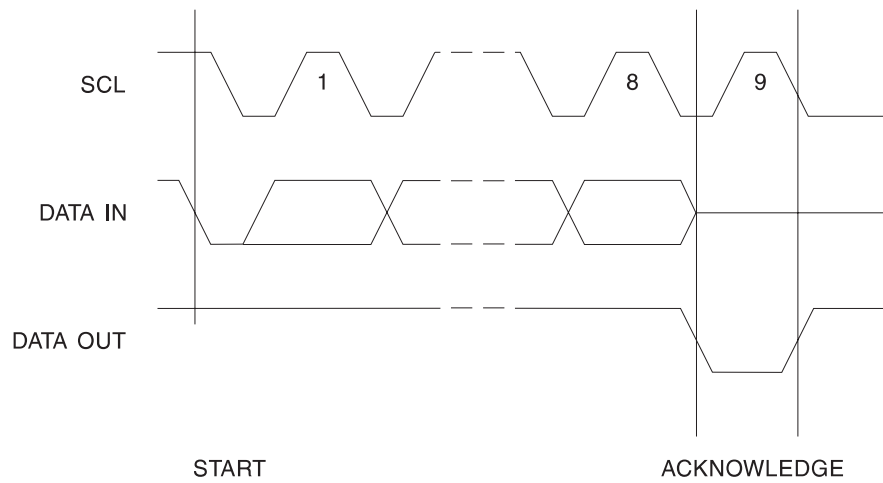 SCL
1
8
9
DATA IN
DATA OUT
START
ACKNOWLEDGE